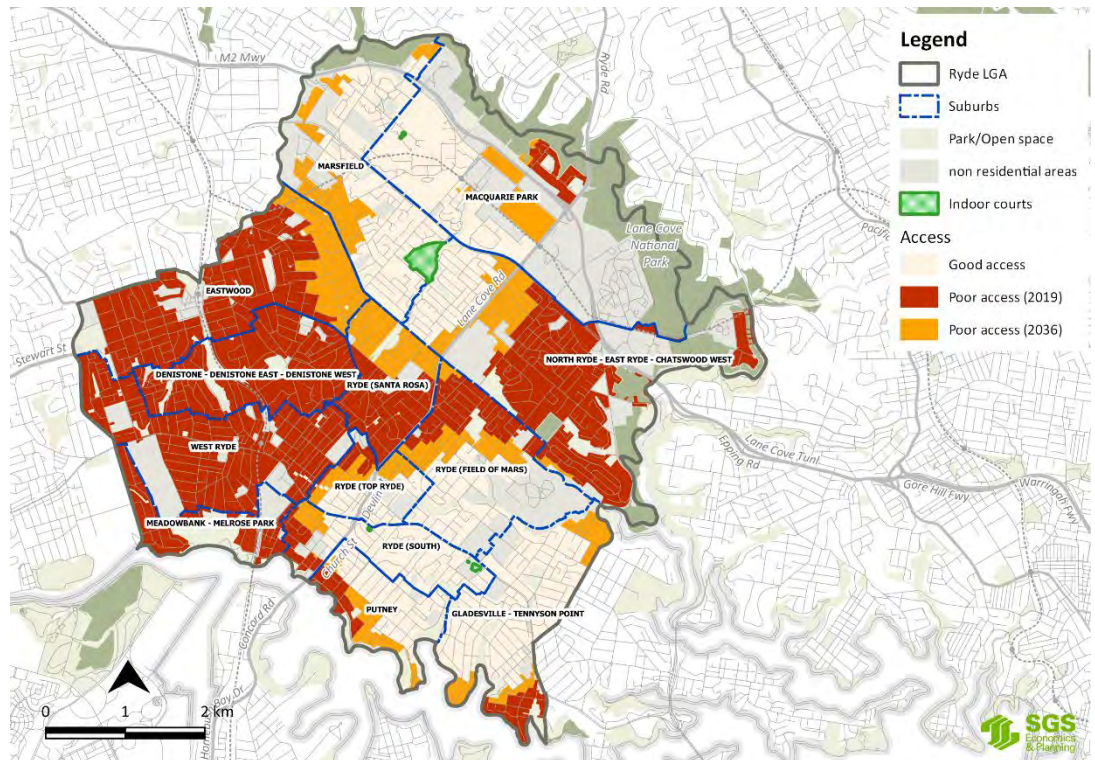 Legend
Ryde LGA
Suburbs
Park/Open space
non residential areas
Indoor courts
Access
Good access
Poor access (2019)
Poor access (2036)
M2 Mwy
Ryde Rd
MARSFIELD
MACQUARIE PARK
Lane Cove
National
Park
Pacific
EASTWOOD
Lane Cove Rd
Stewart St
NORTH RYDE - EAST RYDE - CHATSWOOD WEST
DENISTONE - DENISTONE EAST - DENISTONE WEST
RYDE (SANTA ROSA)
WEST RYDE
Epping Rd
Lane Cove Tunl
Gore Hill Fwy
Warringah Fwy
RYDE (FIELD OF MARS)
RYDE (TOP RYDE)
Devlin
MEADOWBANK - MELROSE PARK
RYDE (SOUTH)
Church St
PUTNEY
GLADESVILLE - TENNYSON POINT
Concord Rd
Bay Dr
0 1 2 km
SGS
Economics
& Planning